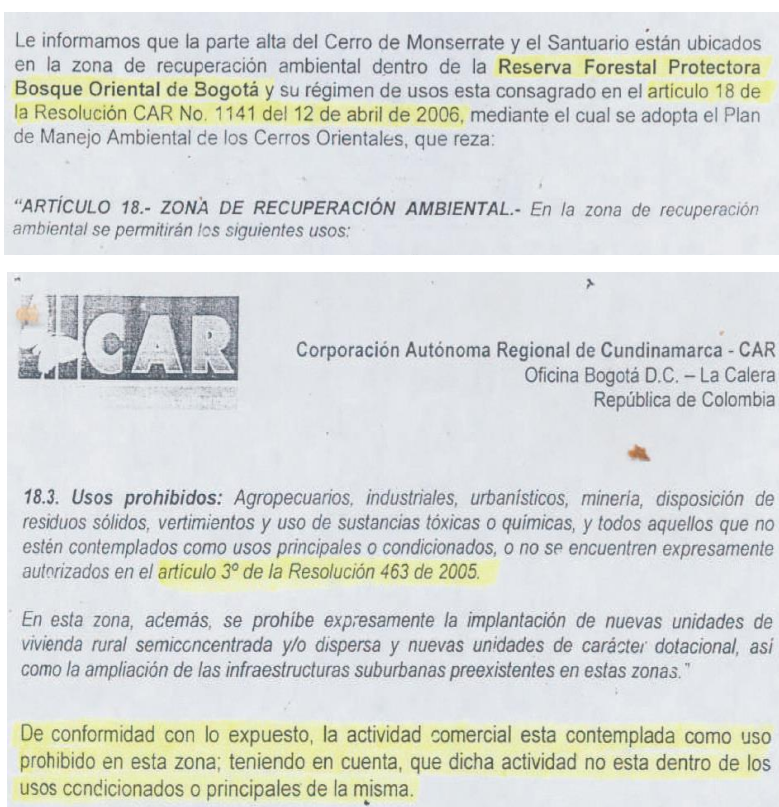 Le informamos que la parte alta del Cerro de Monserrate y el Santuario están ubicados
en la zona de recuperación ambiental dentro de la Reserva Forestal Protectora
Bosque Oriental de Bogotá y su régimen de usos esta consagrado en el artículo 18 de
la Resolución CAR No. 1141 del 12 de abril de 2006, mediante el cual se adopta el Plan
de Manejo Ambiental de los Cerros Orientales, que reza:
"ARTÍCULO 18.- ZONA DE RECUPERACIÓN AMBIENTAL.- En la zona de recuperación
ambiental se permitirán los siguientes usos:
CAR
Corporación Autónoma Regional de Cundinamarca - CAR
Oficina Bogotá D.C. – La Calera
República de Colombia
18.3. Usos prohibidos: Agropecuarios, industriales, urbanísticos, minería, disposición de
residuos sólidos, vertimientos y uso de sustancias tóxicas o químicas, y todos aquellos que no
estén contemplados como usos principales o condicionados, o no se encuentren expresamente
autorizados en el artículo 3º de la Resolución 463 de 2005.
En esta zona, además, se prohíbe expresamente la implantación de nuevas unidades de
vivienda rural semiconcentrada y/o dispersa y nuevas unidades de carácter dotacional, así
como la ampliación de las infraestructuras suburbanas preexistentes en estas zonas."
De conformidad con lo expuesto, la actividad comercial esta contemplada como uso
prohibido en esta zona; teniendo en cuenta, que dicha actividad no esta dentro de los
usos condicionados o principales de la misma.